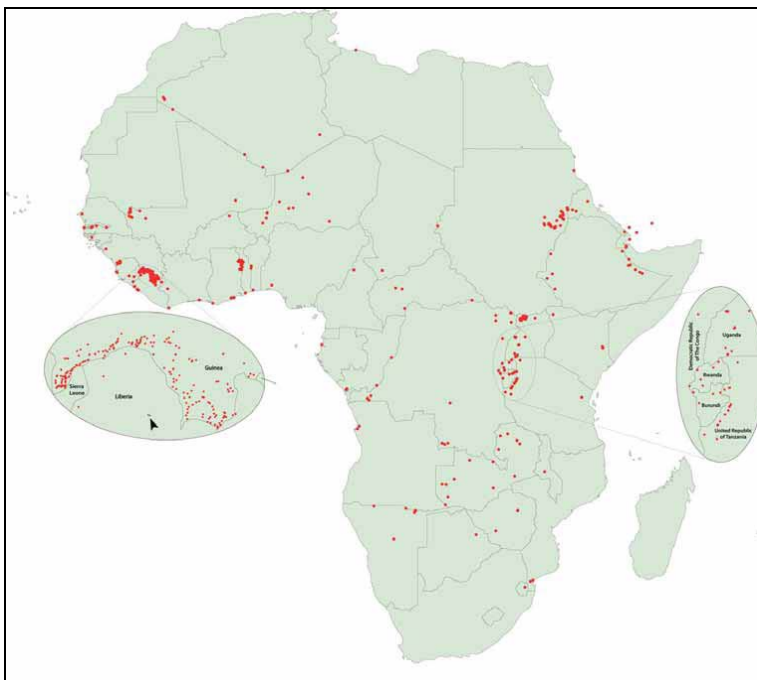 Guinea
Sierra
Leone
Liberia
Democratic Republic
of The Congo
Uganda
Rwanda
Burundi
United Republic
of Tanzania